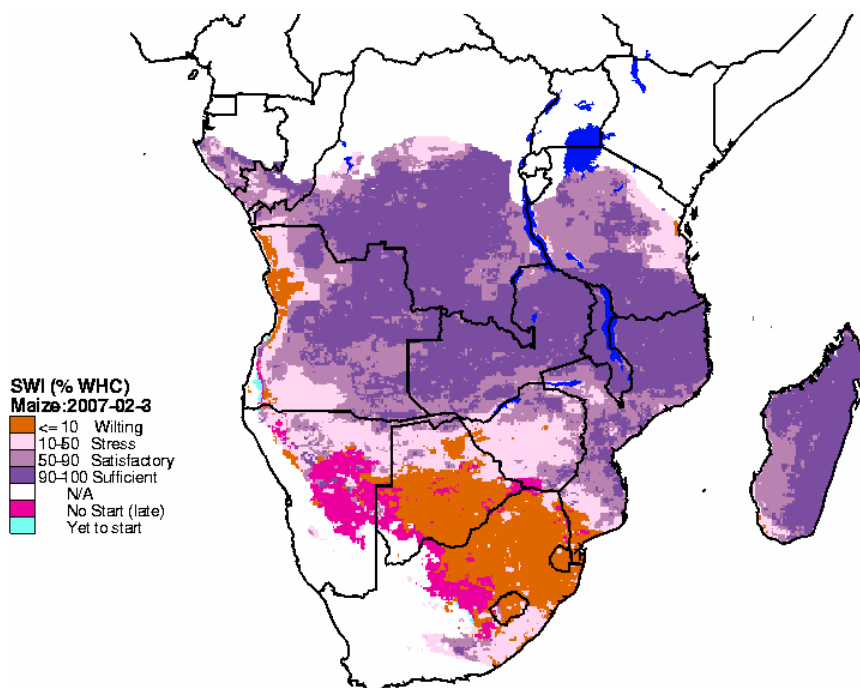 SWI (% WHC)
Maize:2007-02-3
<= 10 Wilting
10-50 Stress
50-90 Satisfactory
90-100 Sufficient
N/A
No Start (late)
Yet to start